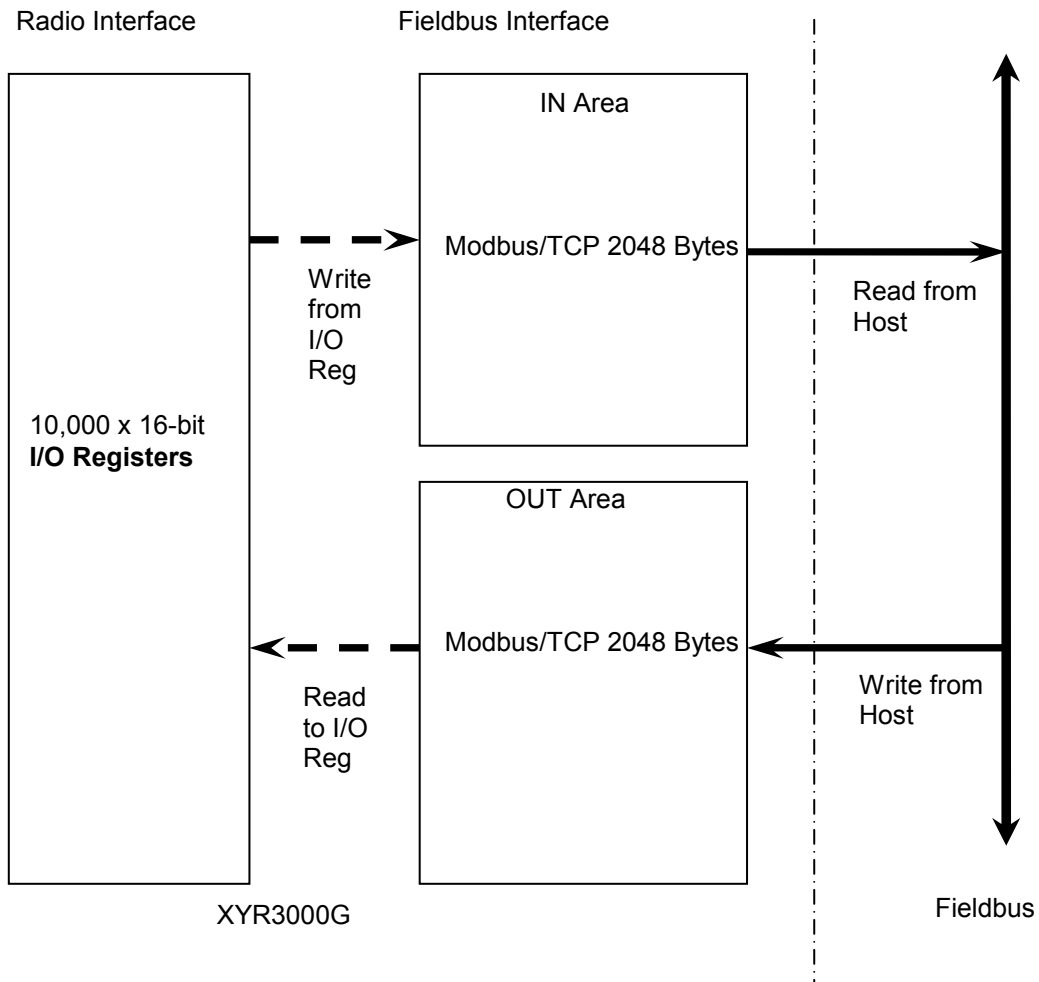 Radio Interface
Fieldbus Interface
IN Area
Modbus/TCP 2048 Bytes
Write
from
I/O
Reg
Read from
Host
10,000 x 16-bit
I/O Registers
OUT Area
Modbus/TCP 2048 Bytes
Read
to I/O
Reg
Write from
Host
XYR3000G
Fieldbus